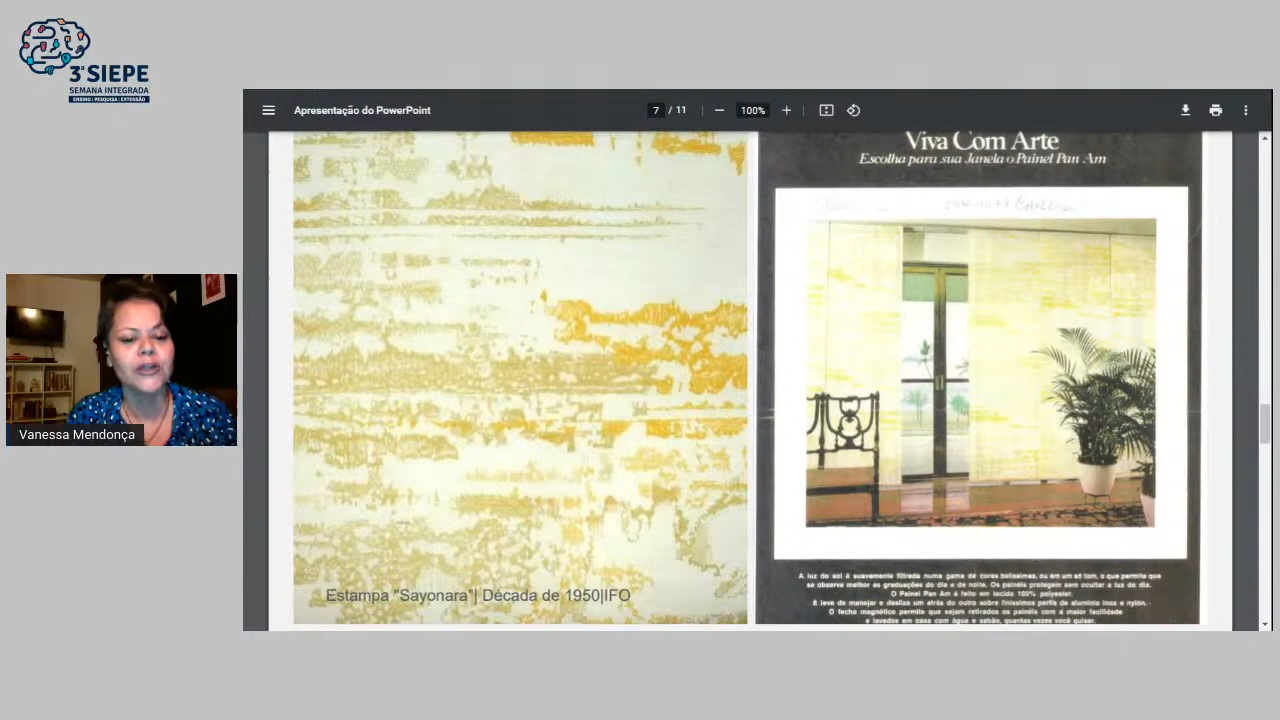 3ª SIEPE
SEMANA INTEGRADA
ENSINO | PESQUISA | EXTENSÃO
Apresentação do PowerPoint
7 / 11
100%
Viva Com Arte
Escolha para sua Janela o Painel Pan Am
Vanessa Mendonça
Estampa "Sayonara"| Década de 1950|IFO
A luz do sol é suavemente filtrada numa gama de cores belíssimas, ou em um só tom, o que permite que
se observe melhor as graduações do dia e da noite. Os painéis protegem sem ocultar a luz do dia.
O Painel Pan Am é feito em tecido 100% polyester.
É leve de manejar e desliza um atrás do outro sobre finíssimos perfis de alumínio inox e nylon.
O fecho magnético permite que sejam retirados os painéis com a maior facilidade
e lavados em casa com água e sabão, quantas vezes você quiser.